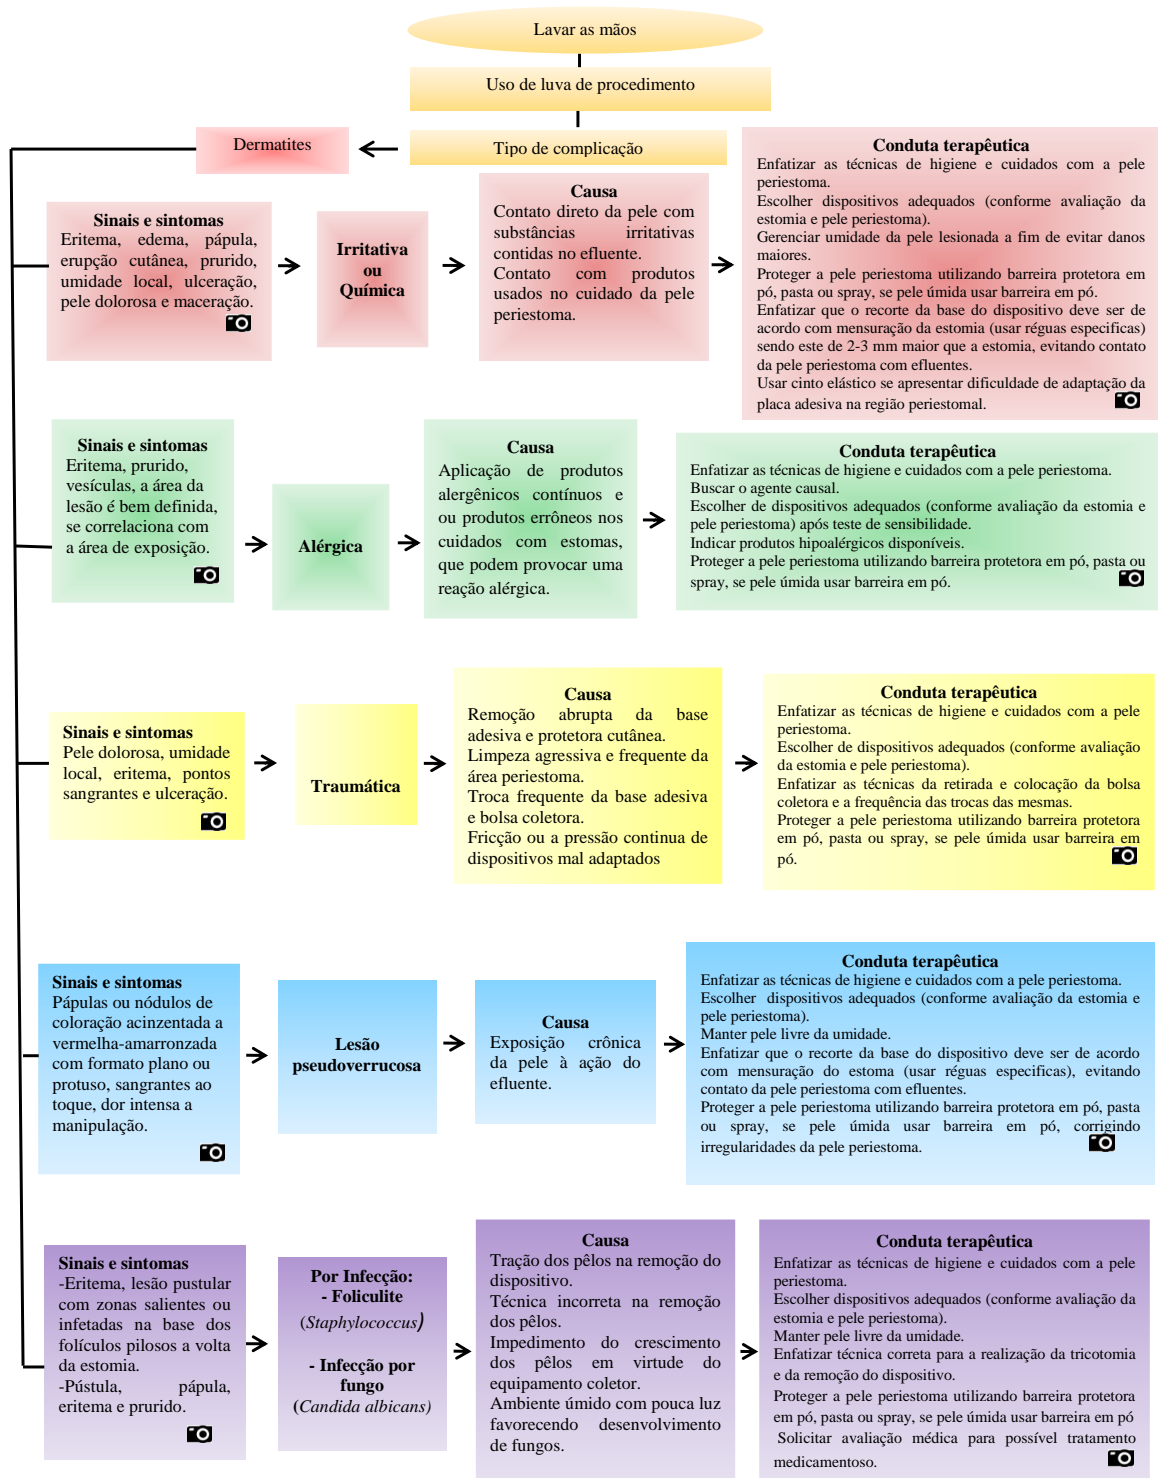 Lavar as mãos
Uso de luva de procedimento
Tipo de complicação
Dermatites
Sinais e sintomas
Eritema, edema, pápula,
erupção cutânea, prurido,
umidade local, ulceração,
pele dolorosa e maceração.
Irritativa
ou
Química
Causa
Contato direto da pele com
substâncias irritativas
contidas no efluente.
Contato com produtos
usados no cuidado da pele
periestoma.
Conduta terapêutica
Enfatizar as técnicas de higiene e cuidados com a pele
periestoma.
Escolher dispositivos adequados (conforme avaliação da
estomia e pele periestoma).
Gerenciar umidade da pele lesionada a fim de evitar danos
maiores.
Proteger a pele periestoma utilizando barreira protetora em
pó, pasta ou spray, se pele úmida usar barreira em pó.
Enfatizar que o recorte da base do dispositivo deve ser de
acordo com mensuração da estomia (usar réguas especificas)
sendo este de 2-3 mm maior que a estomia, evitando contato
da pele periestoma com efluentes.
Usar cinto elástico se apresentar dificuldade de adaptação da
placa adesiva na região periestomal.
Sinais e sintomas
Eritema, prurido,
vesículas, a área da
lesão é bem definida,
se correlaciona com
a área de exposição.
Alérgica
Causa
Aplicação de produtos
alergênicos contínuos e
ou produtos errôneos nos
cuidados com estomas,
que podem provocar uma
reação alérgica.
Conduta terapêutica
Enfatizar as técnicas de higiene e cuidados com a pele periestoma.
Buscar o agente causal.
Escolher de dispositivos adequados (conforme avaliação da estomia e
pele periestoma) após teste de sensibilidade.
Indicar produtos hipoalérgicos disponíveis.
Proteger a pele periestoma utilizando barreira protetora em pó, pasta ou
spray, se pele úmida usar barreira em pó.
Sinais e sintomas
Pele dolorosa, umidade
local, eritema, pontos
sangrantes e ulceração.
Traumática
Causa
Remoção abrupta da base
adesiva e protetora cutânea.
Limpeza agressiva e frequente da
área periestoma.
Troca frequente da base adesiva
e bolsa coletora.
Fricção ou a pressão continua de
dispositivos mal adaptados
Conduta terapêutica
Enfatizar as técnicas de higiene e cuidados com a pele
periestoma.
Escolher de dispositivos adequados (conforme avaliação
da estomia e pele periestoma).
Enfatizar as técnicas da retirada e colocação da bolsa
coletora e a frequência das trocas das mesmas.
Proteger a pele periestoma utilizando barreira protetora
em pó, pasta ou spray, se pele úmida usar barreira em
pó.
Sinais e sintomas
Pápulas ou nódulos de
coloração acinzentada a
vermelha-amarronzada
com formato plano ou
protuso, sangrantes ao
toque, dor intensa a
manipulação.
Lesão
pseudoverrucosa
Causa
Exposição crônica
da pele à ação do
efluente.
Conduta terapêutica
Enfatizar as técnicas de higiene e cuidados com a pele periestoma.
Escolher dispositivos adequados (conforme avaliação da estomia e
pele periestoma).
Manter pele livre da umidade.
Enfatizar que o recorte da base do dispositivo deve ser de acordo
com mensuração do estoma (usar réguas especificas), evitando
contato da pele periestoma com efluentes.
Proteger a pele periestoma utilizando barreira protetora em pó, pasta
ou spray, se pele úmida usar barreira em pó, corrigindo
irregularidades da pele periestoma.
Sinais e sintomas
-Eritema, lesão pustular
com zonas salientes ou
infetadas na base dos
folículos pilosos a volta
da estomia.
-Pústula, pápula,
eritema e prurido.
Por Infecção:
- Foliculite
(Staphylococcus)
- Infecção por
fungo
(Candida albicans)
Causa
Tração dos pêlos na remoção do
dispositivo.
Técnica incorreta na remoção
dos pêlos.
Impedimento do crescimento
dos pêlos em virtude do
equipamento coletor.
Ambiente úmido com pouca luz
favorecendo desenvolvimento
de fungos.
Conduta terapêutica
Enfatizar as técnicas de higiene e cuidados com a pele
periestoma.
Escolher dispositivos adequados (conforme avaliação da
estomia e pele periestoma).
Manter pele livre da umidade.
Enfatizar técnica correta para a realização da tricotomia
e da remoção do dispositivo.
Proteger a pele periestoma utilizando barreira protetora
em pó, pasta ou spray, se pele úmida usar barreira em pó
Solicitar avaliação médica para possível tratamento
medicamentoso.